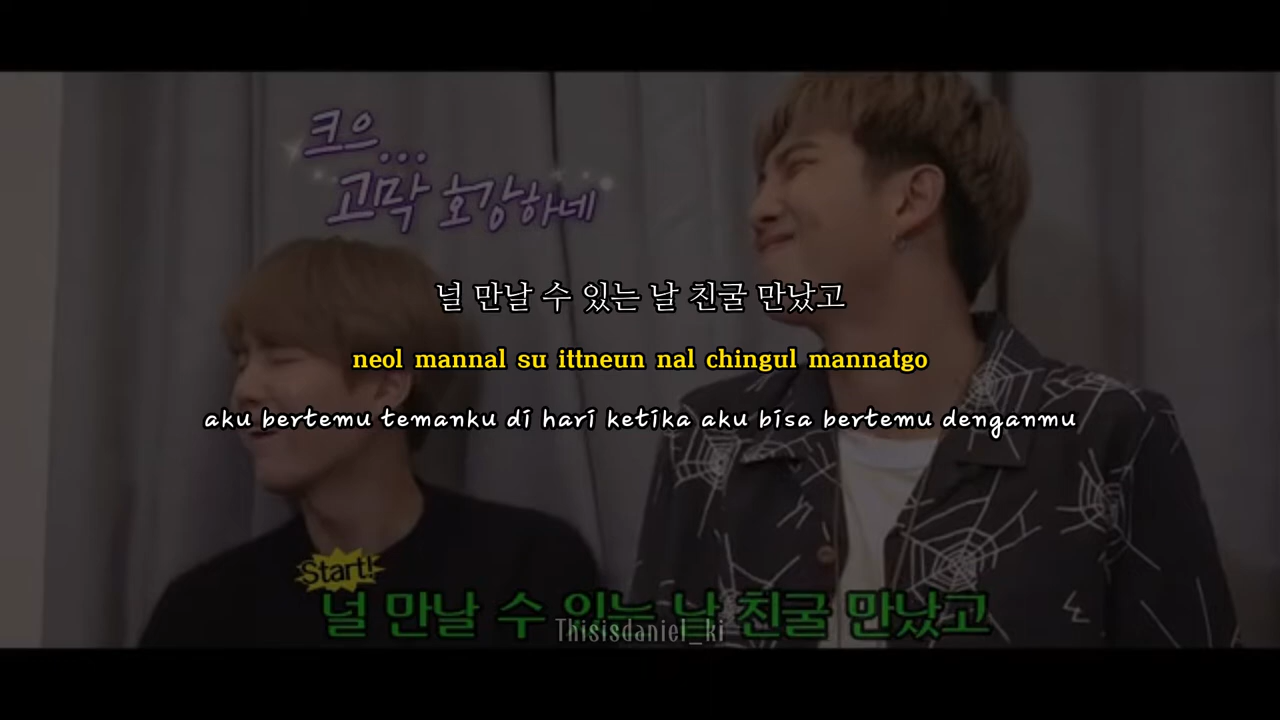 크으...
고막 호강하네
널 만날 수 있는 날 친굴 만났고
neol mannal su ittneun nal chingul mannatgo
aku bertemu temanku di hari ketika aku bisa bertemu denganmu
Start!
널 만날 수 있는 날 친굴 만났고
Thisisdaniel_ki